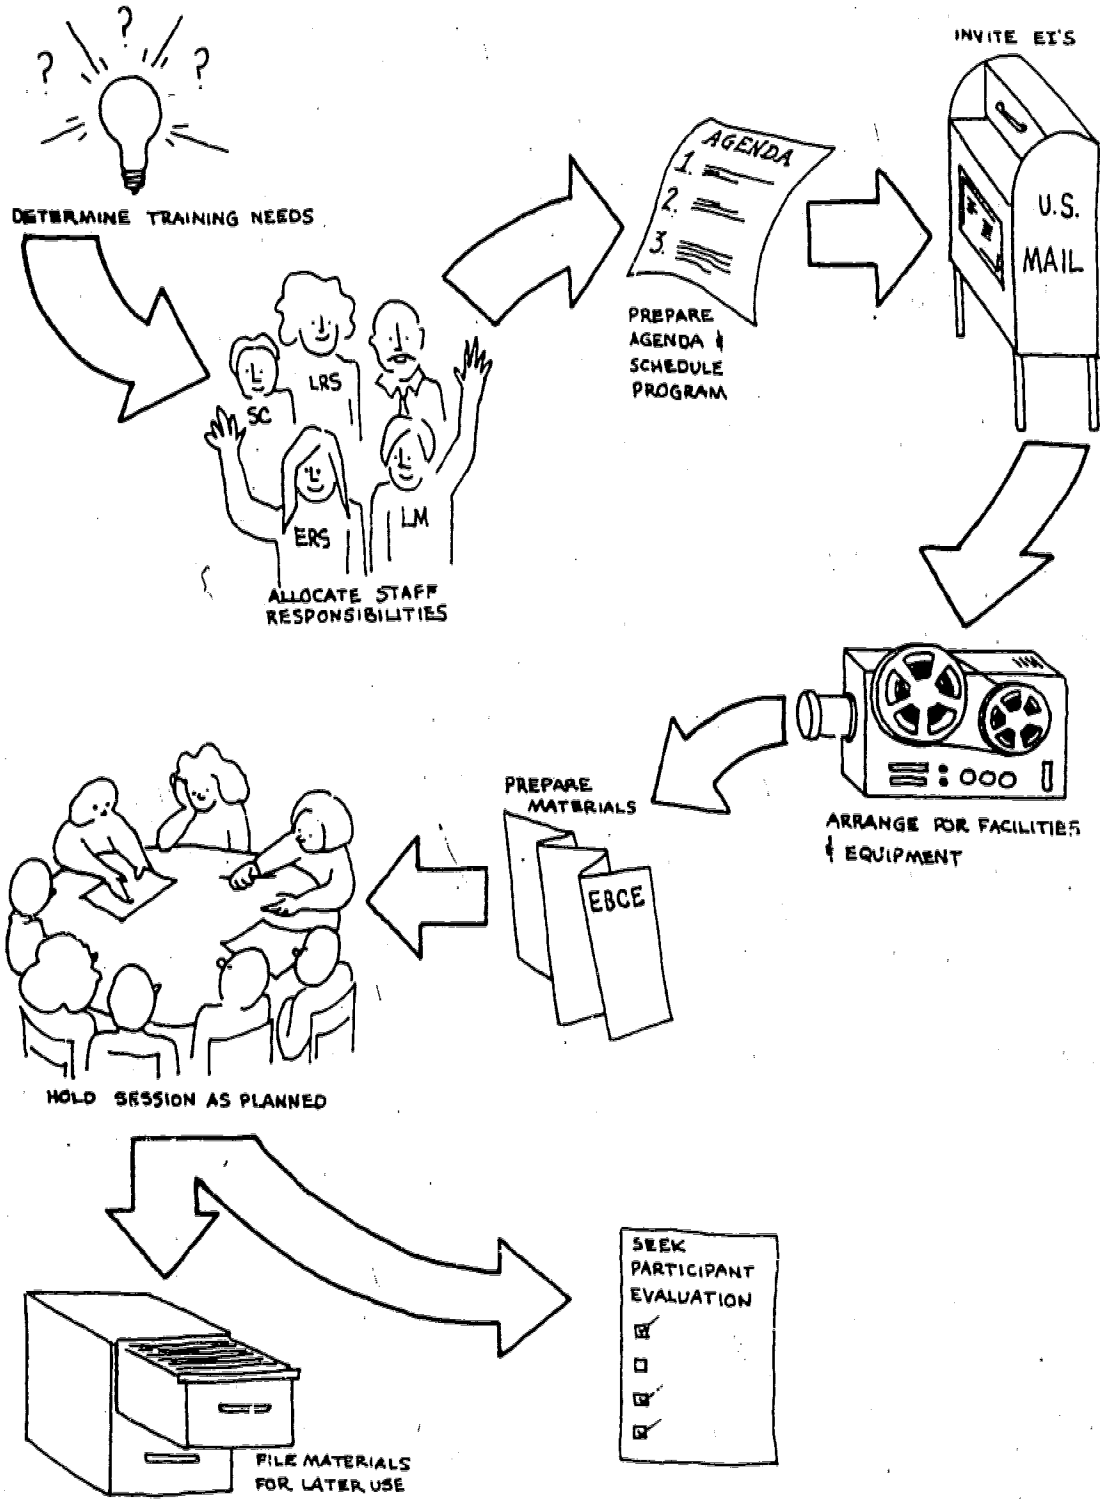 ? ? ?
DETERMINE TRAINING NEEDS
SC
LRS
ERS
LM
ALLOCATE STAFF
RESPONSIBILITIES
AGENDA
1.
2.
3.
PREPARE
AGENDA &
SCHEDULE
PROGRAM
INVITE EI'S
U.S.
MAIL
ARRANGE FOR FACILITIES
& EQUIPMENT
PREPARE
MATERIALS
EBCE
HOLD SESSION AS PLANNED
FILE MATERIALS
FOR LATER USE
SEEK
PARTICIPANT
EVALUATION